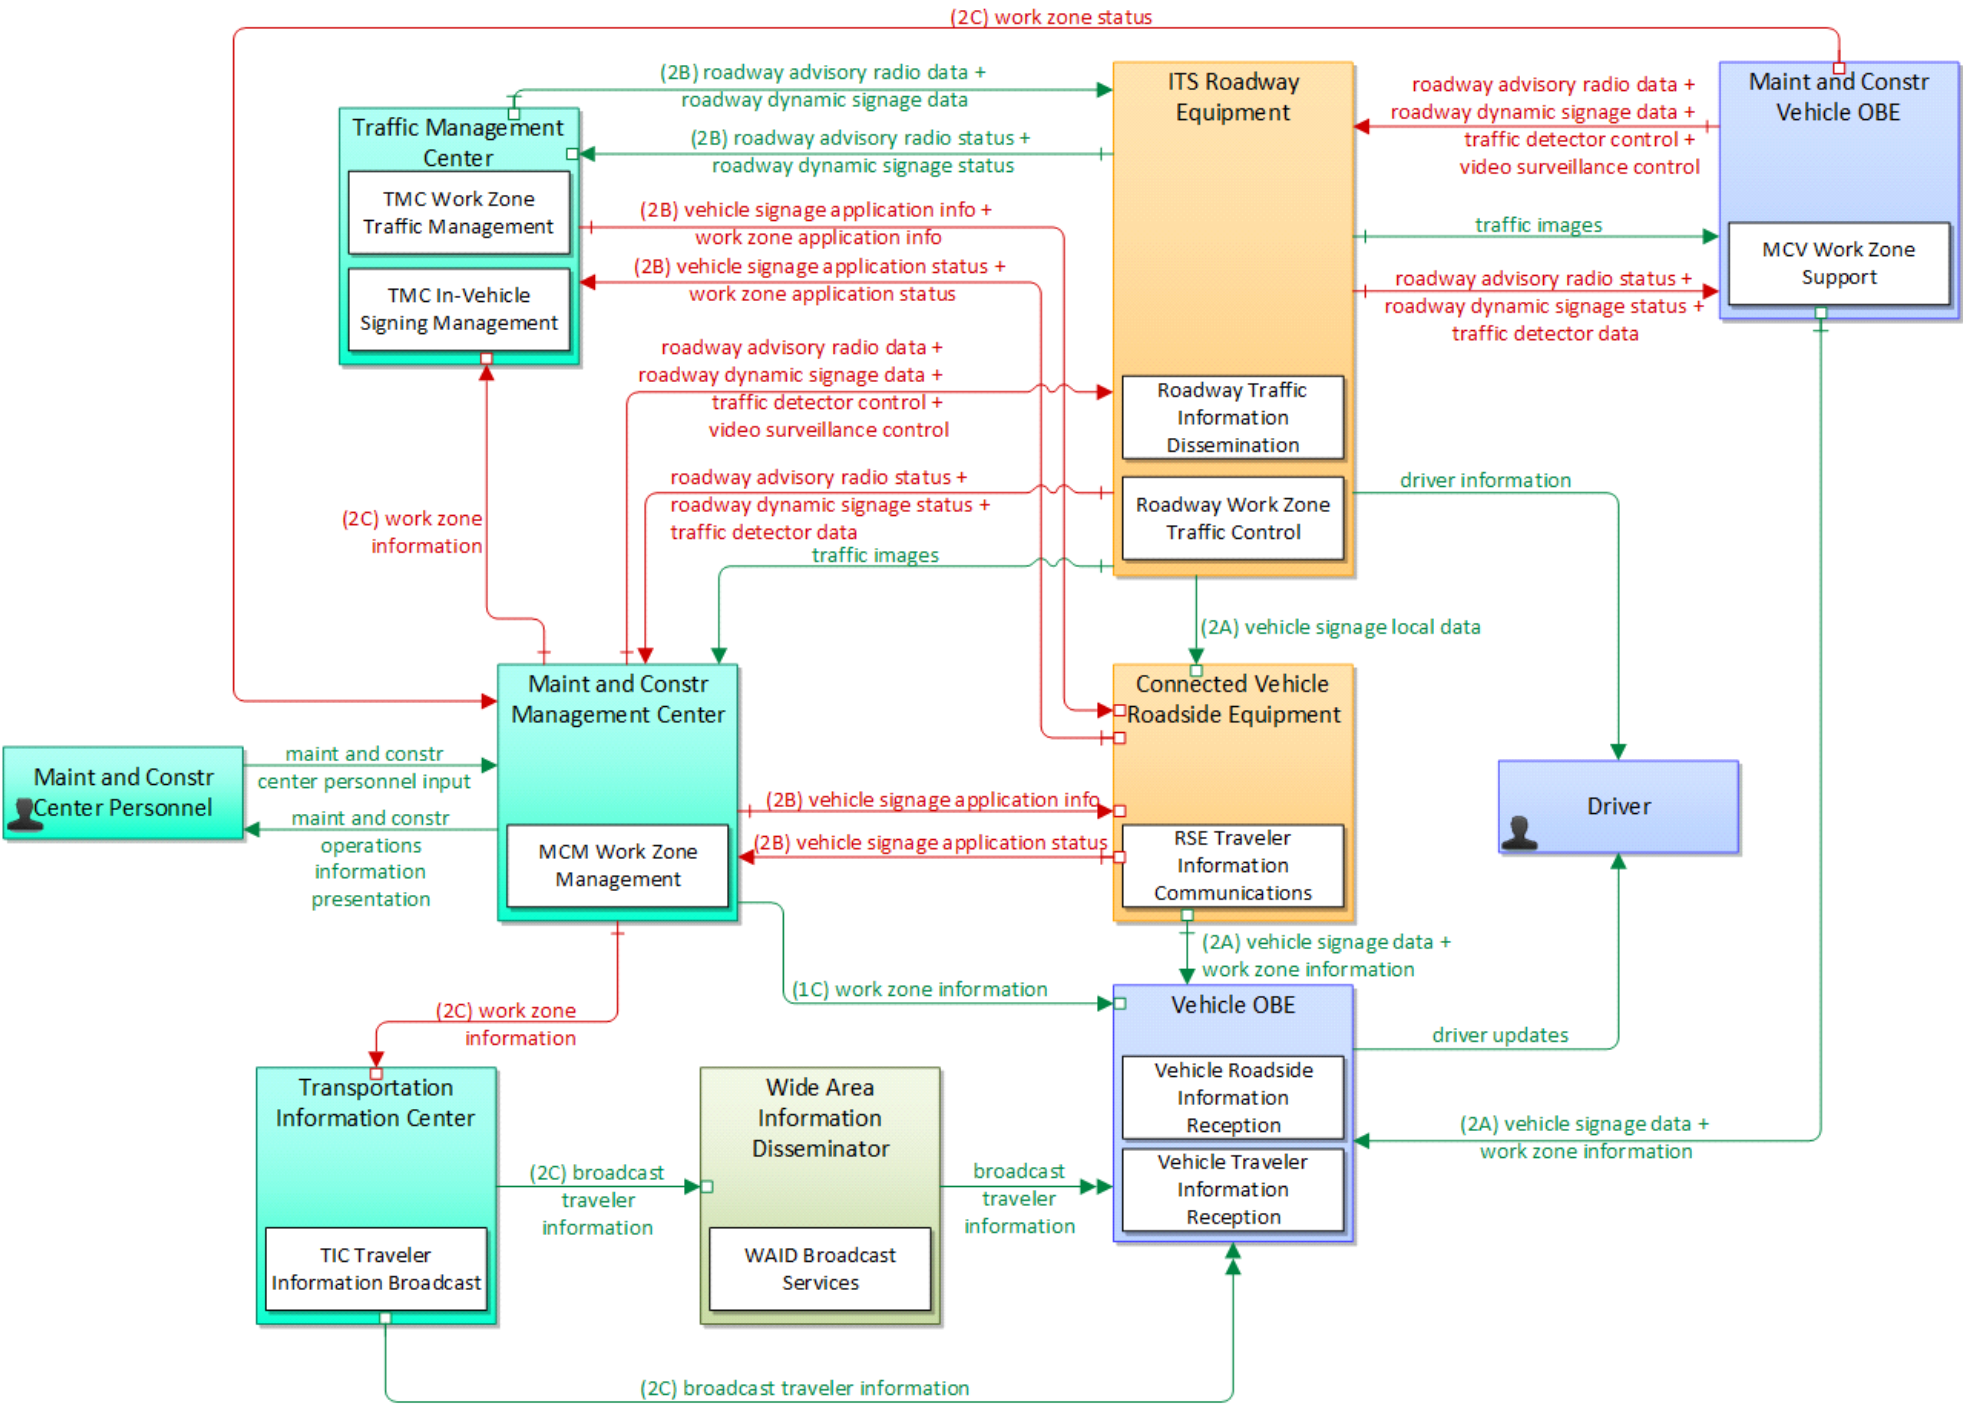 (2C) work zone status
(2B) roadway advisory radio data +
roadway dynamic signage data
(2B) roadway advisory radio status +
roadway dynamic signage status
(2B) vehicle signage application info +
work zone application info
(2B) vehicle signage application status +
work zone application status
Traffic Management
Center
TMC Work Zone
Traffic Management
TMC In-Vehicle
Signing Management
ITS Roadway
Equipment
Roadway Traffic
Information
Dissemination
Roadway Work Zone
Traffic Control
roadway advisory radio data +
roadway dynamic signage data +
traffic detector control +
video surveillance control
traffic images
roadway advisory radio status +
roadway dynamic signage status +
traffic detector data
Maint and Constr
Vehicle OBE
MCV Work Zone
Support
roadway advisory radio data +
roadway dynamic signage data +
traffic detector control +
video surveillance control
roadway advisory radio status +
roadway dynamic signage status +
traffic detector data
traffic images
(2C) work zone
information
driver information
(2A) vehicle signage local data
Maint and Constr
Management Center
MCM Work Zone
Management
Connected Vehicle
Roadside Equipment
RSE Traveler
Information
Communications
Maint and Constr
Center Personnel
maint and constr
center personnel input
maint and constr
operations
information
presentation
(2B) vehicle signage application info
(2B) vehicle signage application status
Driver
(2A) vehicle signage data +
work zone information
(1C) work zone information
(2C) work zone
information
Vehicle OBE
Vehicle Roadside
Information
Reception
Vehicle Traveler
Information
Reception
driver updates
(2A) vehicle signage data +
work zone information
Transportation
Information Center
TIC Traveler
Information Broadcast
(2C) broadcast
traveler
information
Wide Area
Information
Disseminator
WAID Broadcast
Services
broadcast
traveler
information
(2C) broadcast traveler information